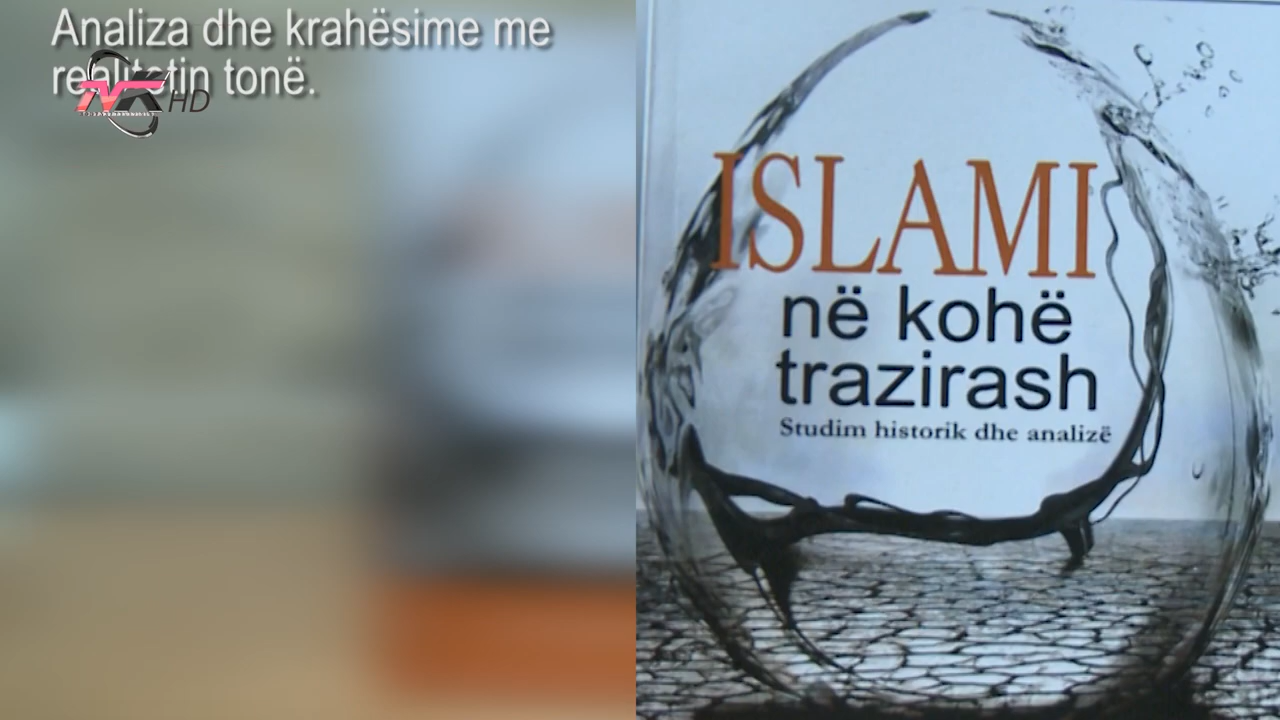 Analiza dhe krahësime me
realitetin tonë.
HD
ISLAMI
në kohë
trazirash
Studim historik dhe analizë